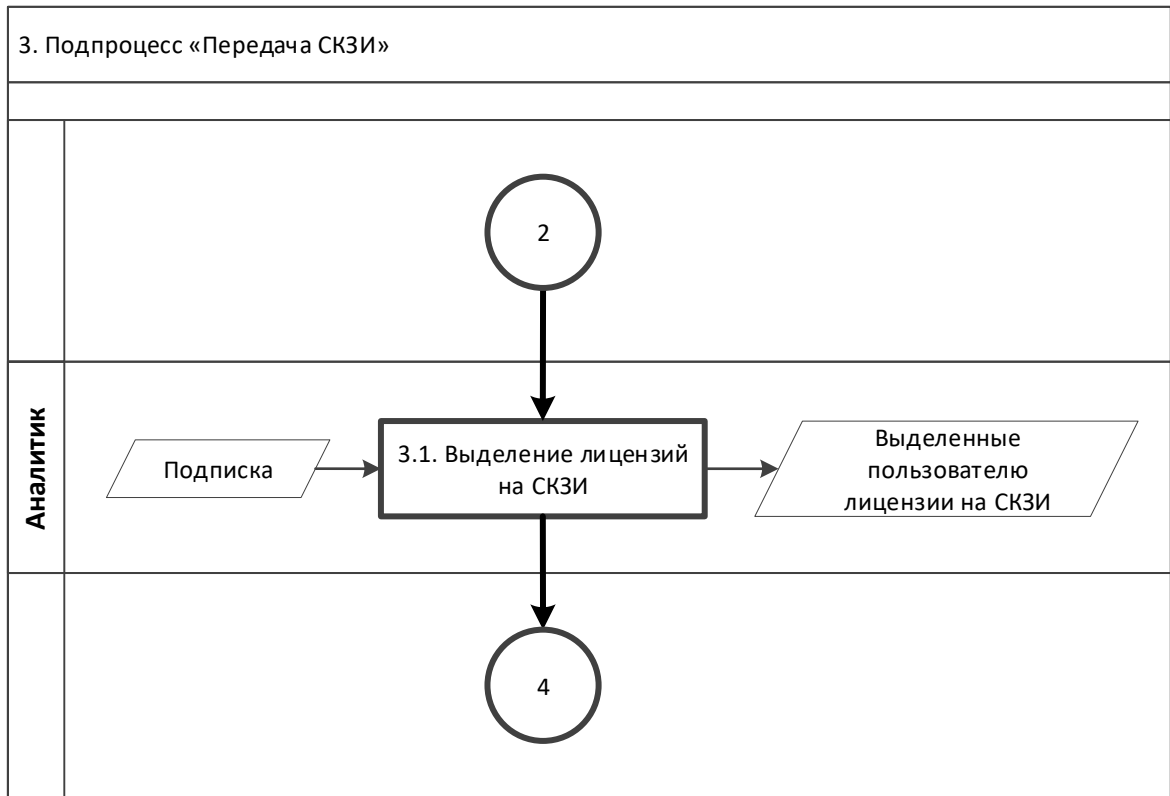 3. Подпроцесс «Передача СКЗИ»
2
Аналитик
Подписка
3.1. Выделение лицензий
на СКЗИ
Выделенные
пользователю
лицензии на СКЗИ
4